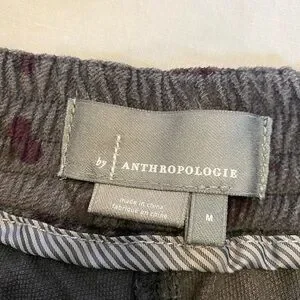 by ANTHROPOLOGIE
made in china
fabriqué en chine
M